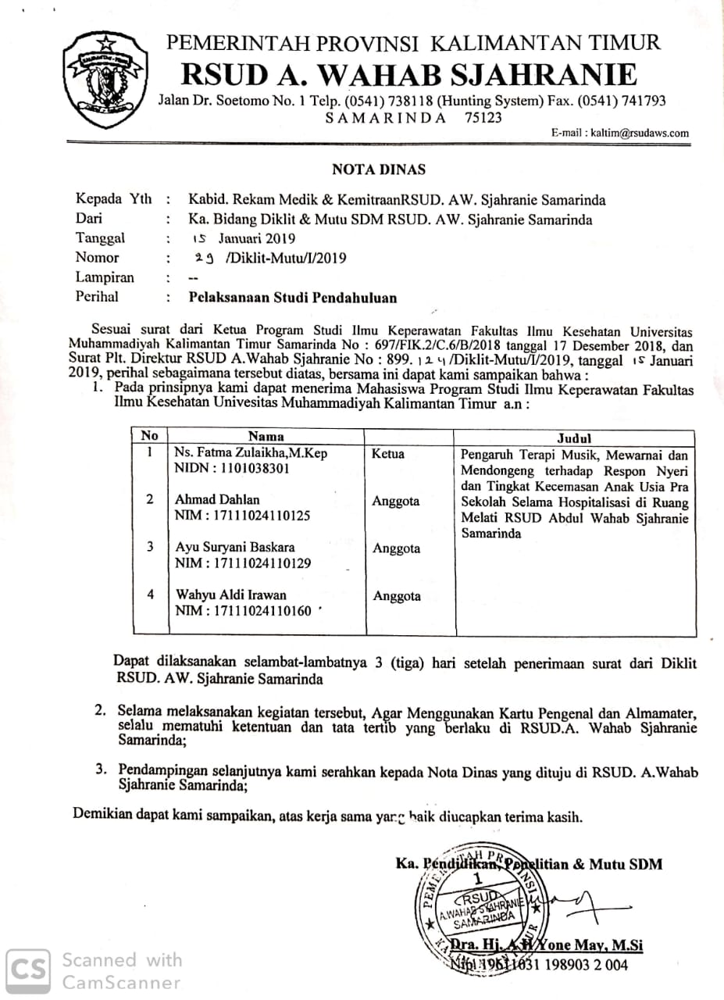 PEMERINTAH PROVINSI KALIMANTAN TIMUR
RSUD A. WAHAB SJAHRANIE
Jalan Dr. Soetomo No. 1 Telp. (0541) 738118 (Hunting System) Fax. (0541) 741793
SAMARINDA 75123
E-mail : kaltim@rsudaws.com
NOTA DINAS
Kepada Yth : Kabid. Rekam Medik & KemitraanRSUD. AW. Sjahranie Samarinda
Dari : Ka. Bidang Diklit & Mutu SDM RSUD. AW. Sjahranie Samarinda
Tanggal : 15 Januari 2019
Nomor : 29 /Diklit-Mutu/I/2019
Lampiran : --
Perihal : Pelaksanaan Studi Pendahuluan
Sesuai surat dari Ketua Program Studi Ilmu Keperawatan Fakultas Ilmu Kesehatan Universitas
Muhammadiyah Kalimantan Timur Samarinda No : 697/FIK.2/C.6/B/2018 tanggal 17 Desember 2018, dan
Surat Plt. Direktur RSUD A.Wahab Sjahranie No : 899. 124 /Diklit-Mutu/I/2019, tanggal 15 Januari
2019, perihal sebagaimana tersebut diatas, bersama ini dapat kami sampaikan bahwa :
1. Pada prinsipnya kami dapat menerima Mahasiswa Program Studi Ilmu Keperawatan Fakultas
Ilmu Kesehatan Univesitas Muhammadiyah Kalimantan Timur a.n :
No Nama Judul
1 Ns. Fatma Zulaikha,M.Kep Ketua Pengaruh Terapi Musik, Mewarnai dan
NIDN : 1101038301 Mendongeng terhadap Respon Nyeri
dan Tingkat Kecemasan Anak Usia Pra
2 Ahmad Dahlan Anggota Sekolah Selama Hospitalisasi di Ruang
NIM : 17111024110125 Melati RSUD Abdul Wahab Sjahranie
Samarinda
3 Ayu Suryani Baskara Anggota
NIM : 17111024110129
4 Wahyu Aldi Irawan Anggota
NIM : 17111024110160
Dapat dilaksanakan selambat-lambatnya 3 (tiga) hari setelah penerimaan surat dari Diklit
RSUD. AW. Sjahranie Samarinda
2. Selama melaksanakan kegiatan tersebut, Agar Menggunakan Kartu Pengenal dan Almamater,
selalu mematuhi ketentuan dan tata tertib yang berlaku di RSUD.A. Wahab Sjahranie
Samarinda;
3. Pendampingan selanjutnya kami serahkan kepada Nota Dinas yang dituju di RSUD. A.Wahab
Sjahranie Samarinda;
Demikian dapat kami sampaikan, atas kerja sama yang baik diucapkan terima kasih.
Ka. Pendidikan, Penelitian & Mutu SDM
PEMERINTAH PROPINSI
1
RSUD
A.WAHAB SYAHRANIE
SAMARINDA
KALIMANTAN TIMUR
Dra. Hj. A H Yone May, M.Si
Nip. 19611031 198903 2 004
CS Scanned with
CamScanner